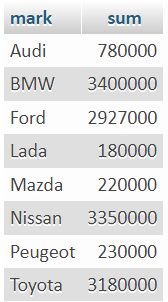 mark sum
Audi 780000
BMW 3400000
Ford 2927000
Lada 180000
Mazda 220000
Nissan 3350000
Peugeot 230000
Toyota 3180000